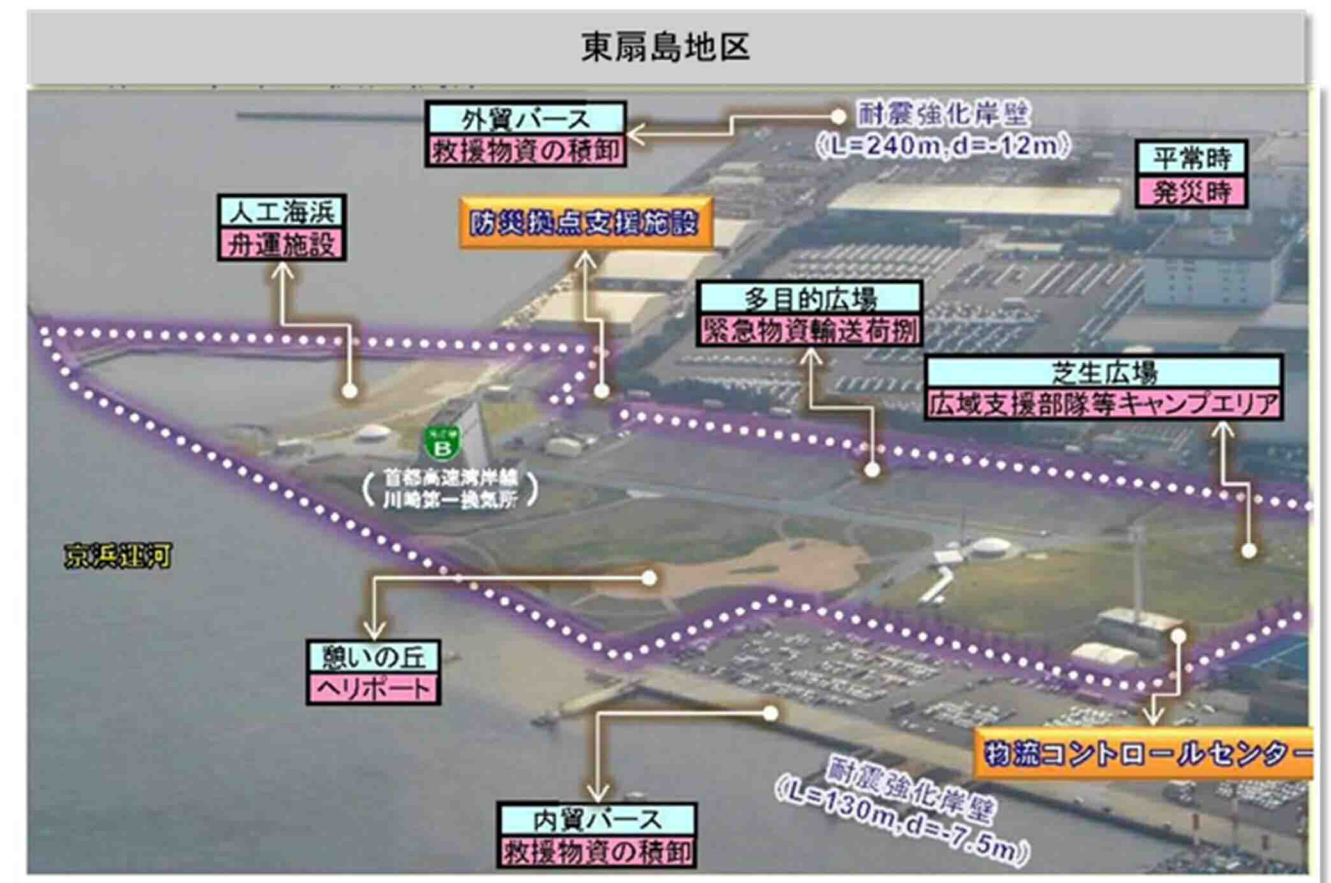 東扇島地区
外貿バース
救援物資の積卸
耐震強化岸壁
(L=240m,d=-12m)
平常時
発災時
人工海浜
舟運施設
防災拠点支援施設
多目的広場
緊急物資輸送荷捌
芝生広場
広域支援部隊等キャンプエリア
B
(首都高速湾岸線
川崎第一換気所)
京浜運河
憩いの丘
ヘリポート
物流コントロールセンター
耐震強化岸壁
(L=130m,d=-7.5m)
内貿バース
救援物資の積卸